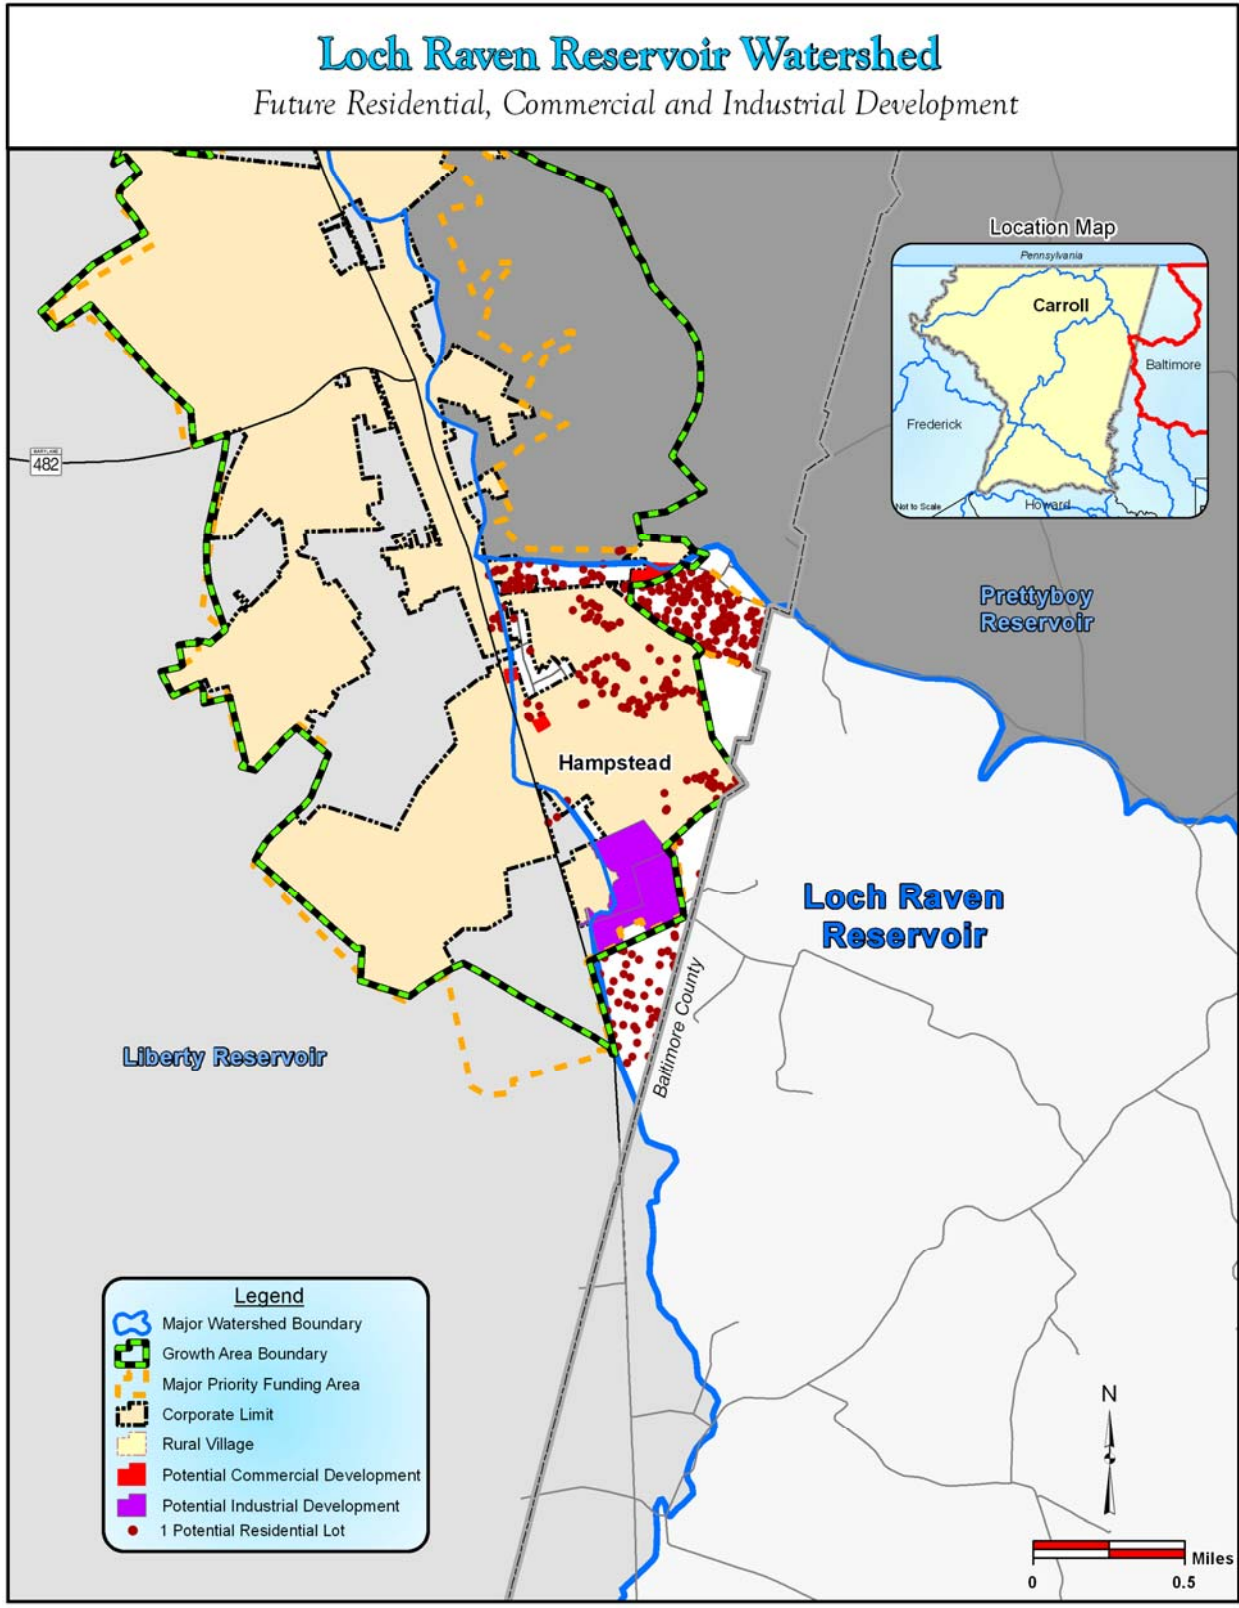 Loch Raven Reservoir Watershed
Future Residential, Commercial and Industrial Development
Location Map
Pennsylvania
Carroll
Baltimore
Frederick
Not to Scale
Howard
MARYLAND
482
Prettyboy
Reservoir
Hampstead
Loch Raven
Reservoir
Baltimore County
Liberty Reservoir
Legend
Major Watershed Boundary
Growth Area Boundary
Major Priority Funding Area
Corporate Limit
Rural Village
Potential Commercial Development
Potential Industrial Development
1 Potential Residential Lot
N
Miles
0 0.5